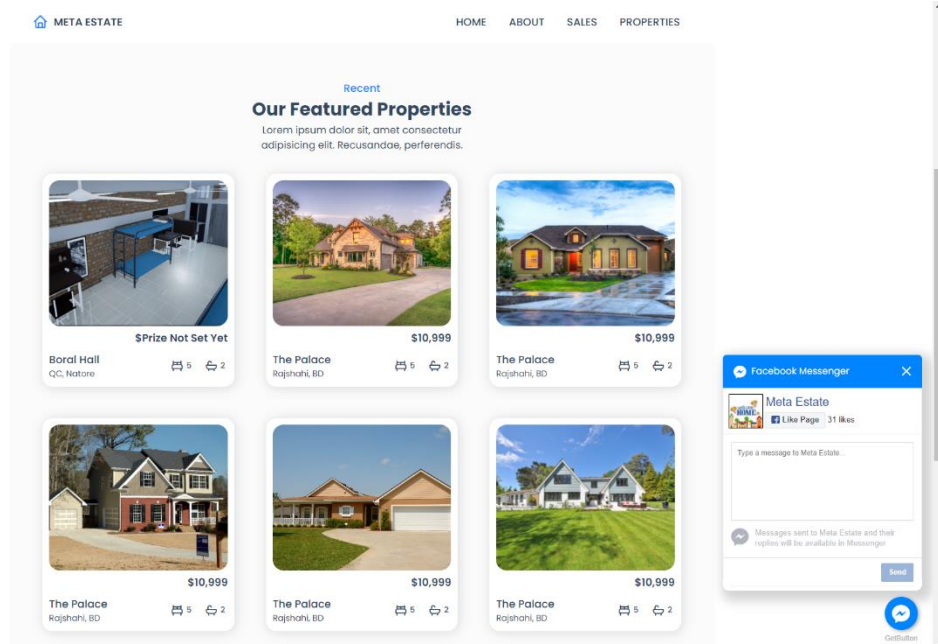 META ESTATE
HOME ABOUT SALES PROPERTIES
Recent
Our Featured Properties
Lorem ipsum dolor sit, amet consectetur
adipisicing elit. Recusandae, perferendis.
$Prize Not Set Yet
Boral Hall
QC, Natore
5 2
$10,999
The Palace
Rajshahi, BD
5 2
$10,999
The Palace
Rajshahi, BD
5 2
$10,999
The Palace
Rajshahi, BD
5 2
$10,999
The Palace
Rajshahi, BD
5 2
$10,999
The Palace
Rajshahi, BD
5 2
Facebook Messenger
HOME
Meta Estate
Like Page 31 likes
Type a message to Meta Estate...
Messages sent to Meta Estate and their
replies will be available in Messenger
Send
GetButton